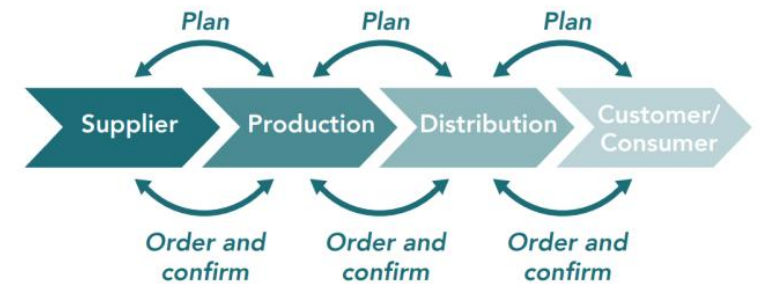 Plan
Plan
Plan
Supplier
Production
Distribution
Customer/
Consumer
Order and
confirm
Order and
confirm
Order and
confirm